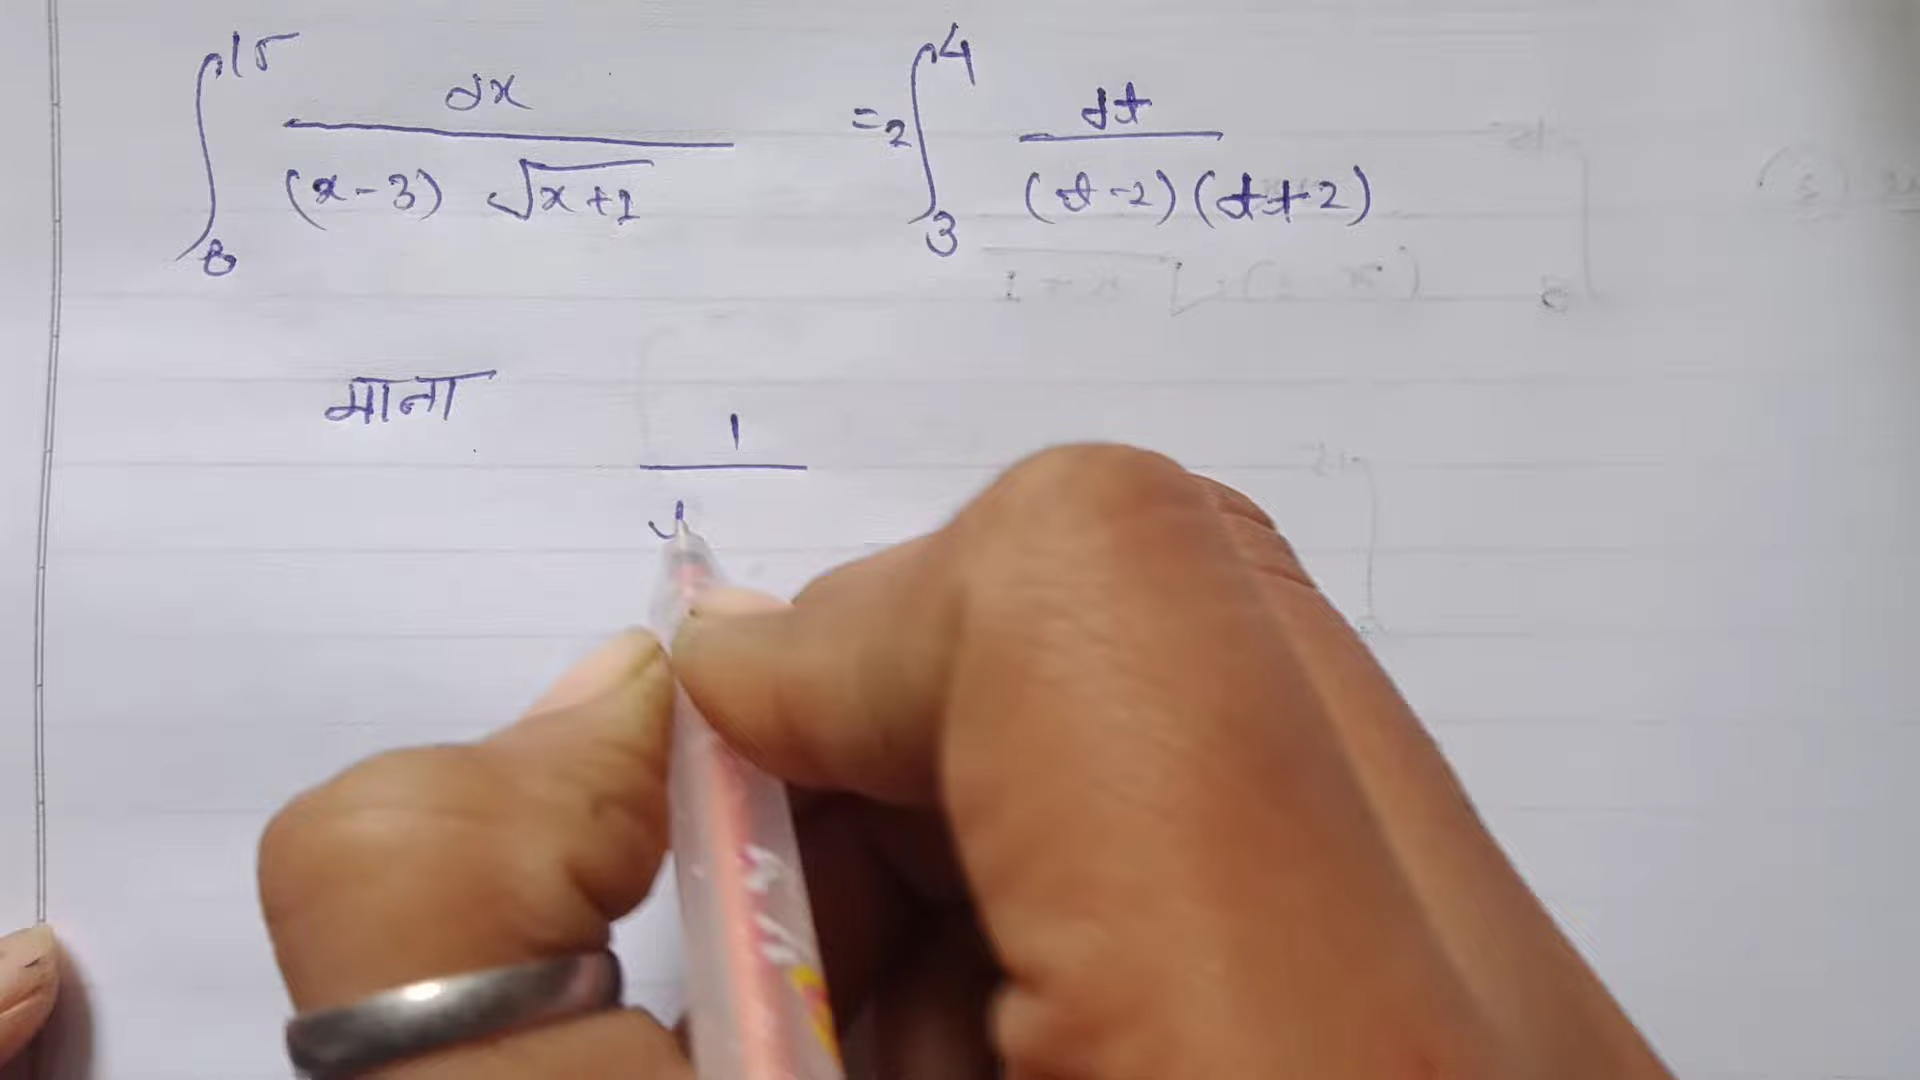 ∫₈¹⁵ dx / (x-3) √x+1 = 2 ∫₃⁴ dt / (t-2)(t+2)
माना 1